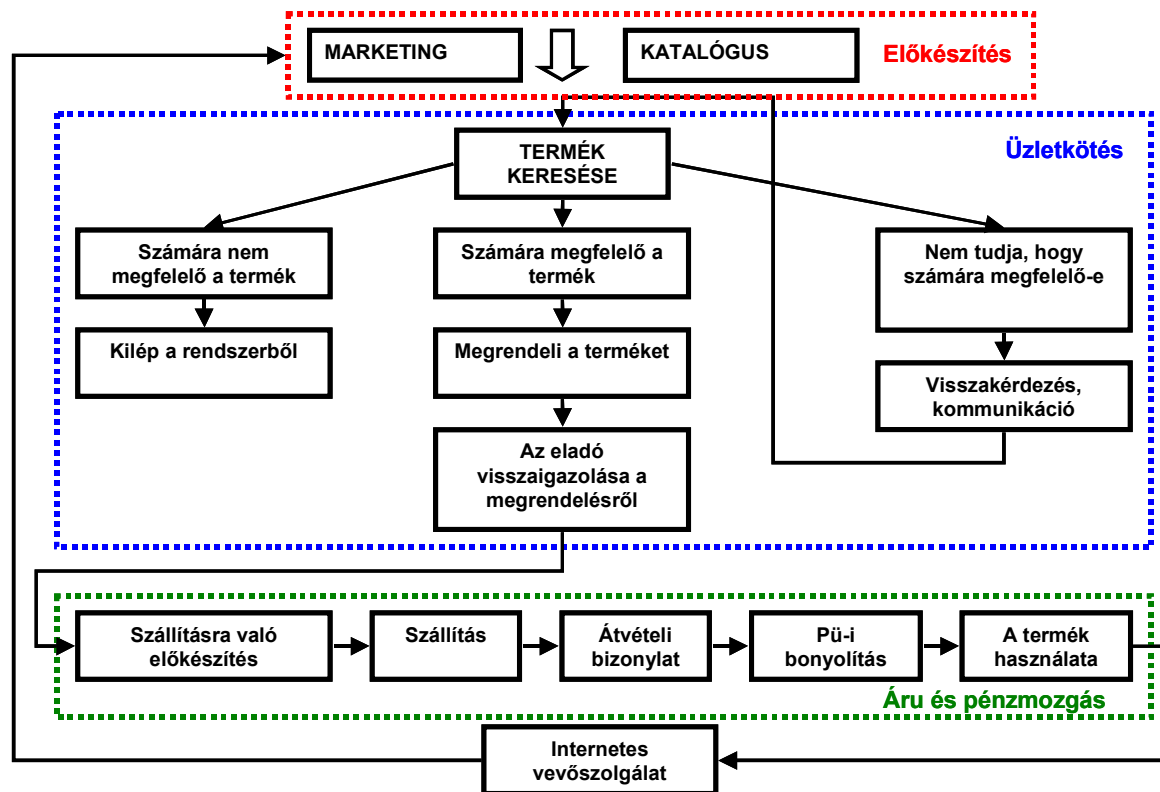 MARKETING
KATALÓGUS
Előkészítés
TERMÉK
KERESÉSE
Üzletkötés
Számára nem
megfelelő a termék
Számára megfelelő a
termék
Nem tudja, hogy
számára megfelelő-e
Kilép a rendszerből
Megrendeli a terméket
Visszakérdezés,
kommunikáció
Az eladó
visszaigazolása a
megrendelésről
Szállításra való
előkészítés
Szállítás
Átvételi
bizonylat
Pü-i
bonyolítás
A termék
használata
Áru és pénzmozgás
Internetes
vevőszolgálat